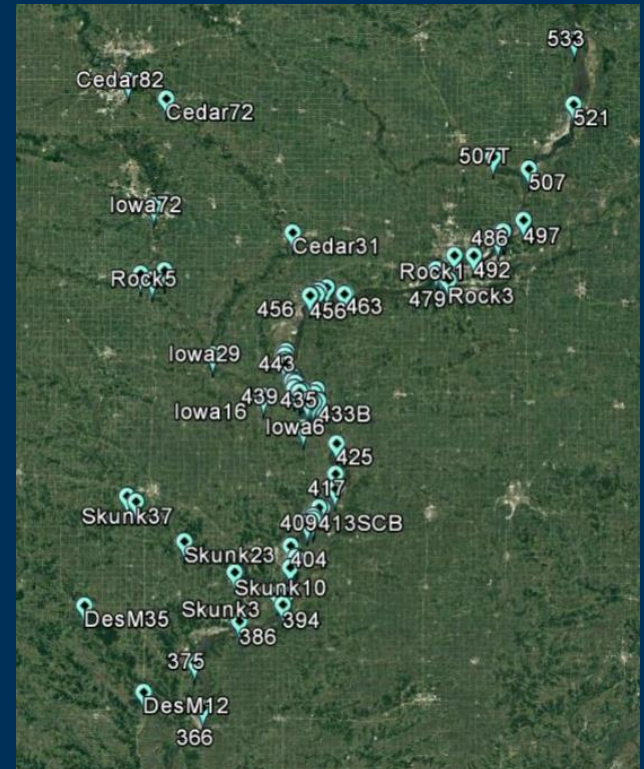 533
Cedar82
Cedar72
521
507T
507
Iowa72
497
486
Cedar31
492
Rock5
Rock1
479
Rock3
456
456
463
443
Iowa29
439
435
Iowa16
433B
Iowa6
425
417
Skunk37
409
413SCB
Skunk23
404
Skunk10
DesM35
Skunk3
394
386
375
DesM12
366